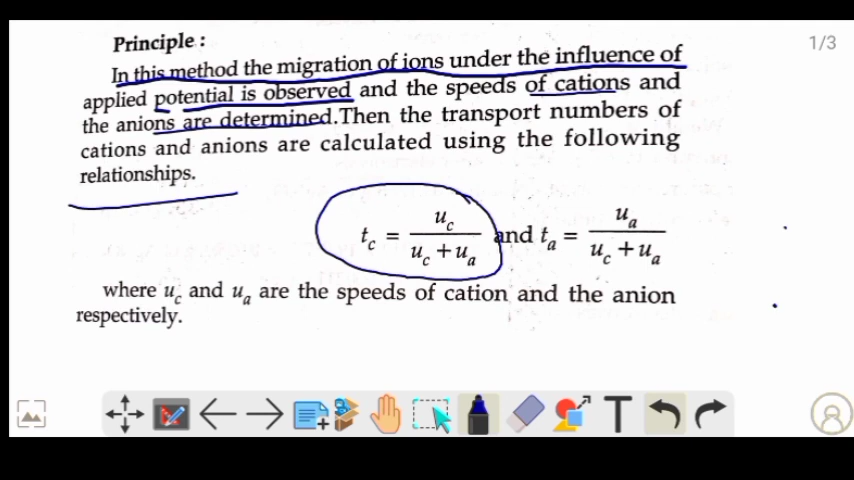 Principle :
1/3
In this method the migration of ions under the influence of
applied potential is observed and the speeds of cations and
the anions are determined.Then the transport numbers of
cations and anions are calculated using the following
relationships.
t_c = u_c / (u_c + u_a) and t_a = u_a / (u_c + u_a)
where u_c and u_a are the speeds of cation and the anion
respectively.
T